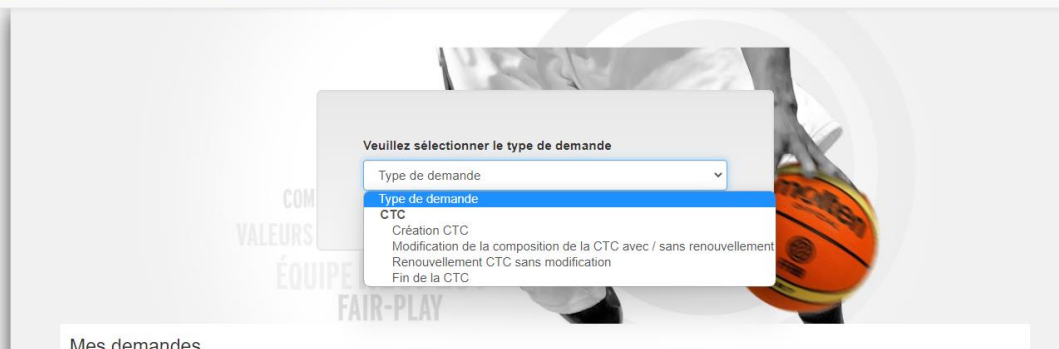 Veuillez sélectionner le type de demande
Type de demande
Type de demande
CTC
Création CTC
Modification de la composition de la CTC avec / sans renouvellement
Renouvellement CTC sans modification
Fin de la CTC
COM
VALEURS
ÉQUIPE
FAIR-PLAY
molten
Mes demandes